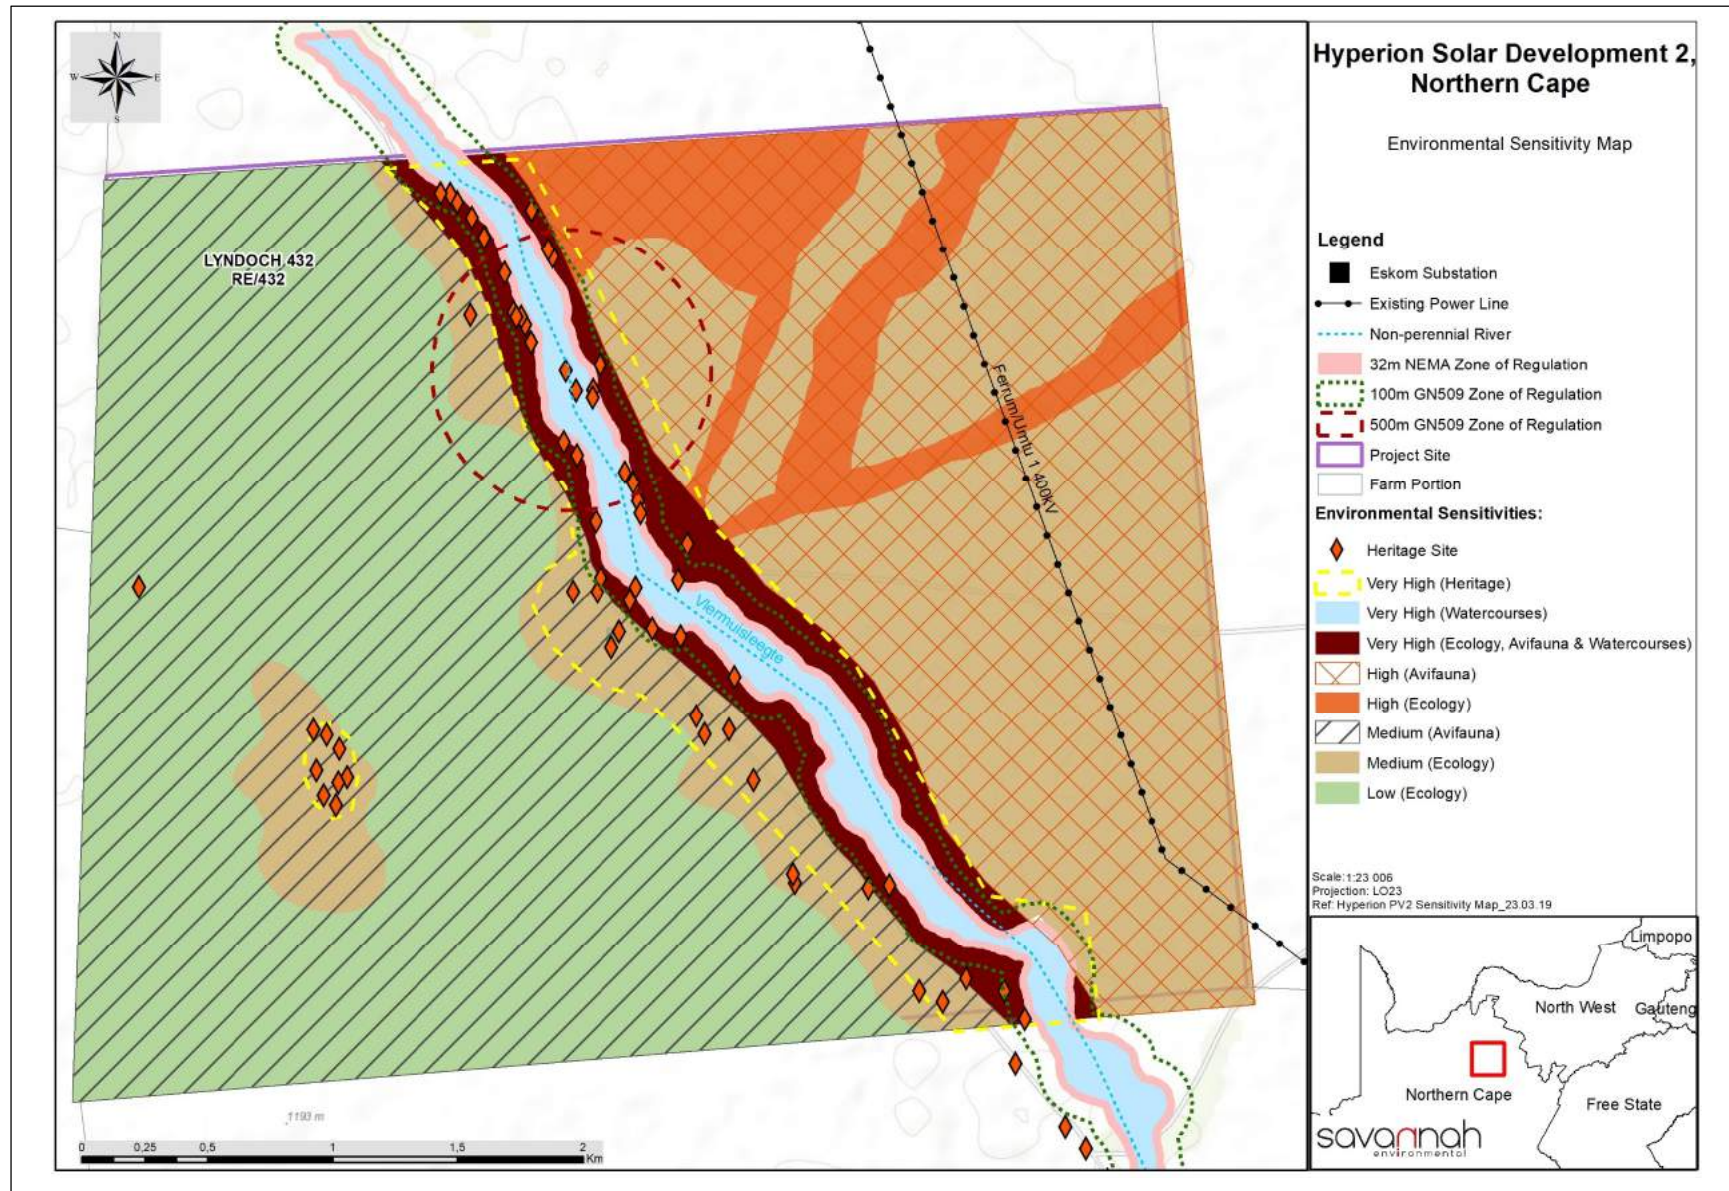 N
W
E
S
LYNDOCH 432
RE/432
Ferrum/Umtu 1 400kV
Vlermuisleegte
1193 m
0 0,25 0,5 1 1,5 2
Km
Hyperion Solar Development 2,
Northern Cape
Environmental Sensitivity Map
Legend
Eskom Substation
Existing Power Line
Non-perennial River
32m NEMA Zone of Regulation
100m GN509 Zone of Regulation
500m GN509 Zone of Regulation
Project Site
Farm Portion
Environmental Sensitivities:
Heritage Site
Very High (Heritage)
Very High (Watercourses)
Very High (Ecology, Avifauna & Watercourses)
High (Avifauna)
High (Ecology)
Medium (Avifauna)
Medium (Ecology)
Low (Ecology)
Scale:1:23 006
Projection: LO23
Ref: Hyperion PV2 Sensitivity Map_23.03.19
Limpopo
North West
Gauteng
Northern Cape
Free State
savannah
environmental